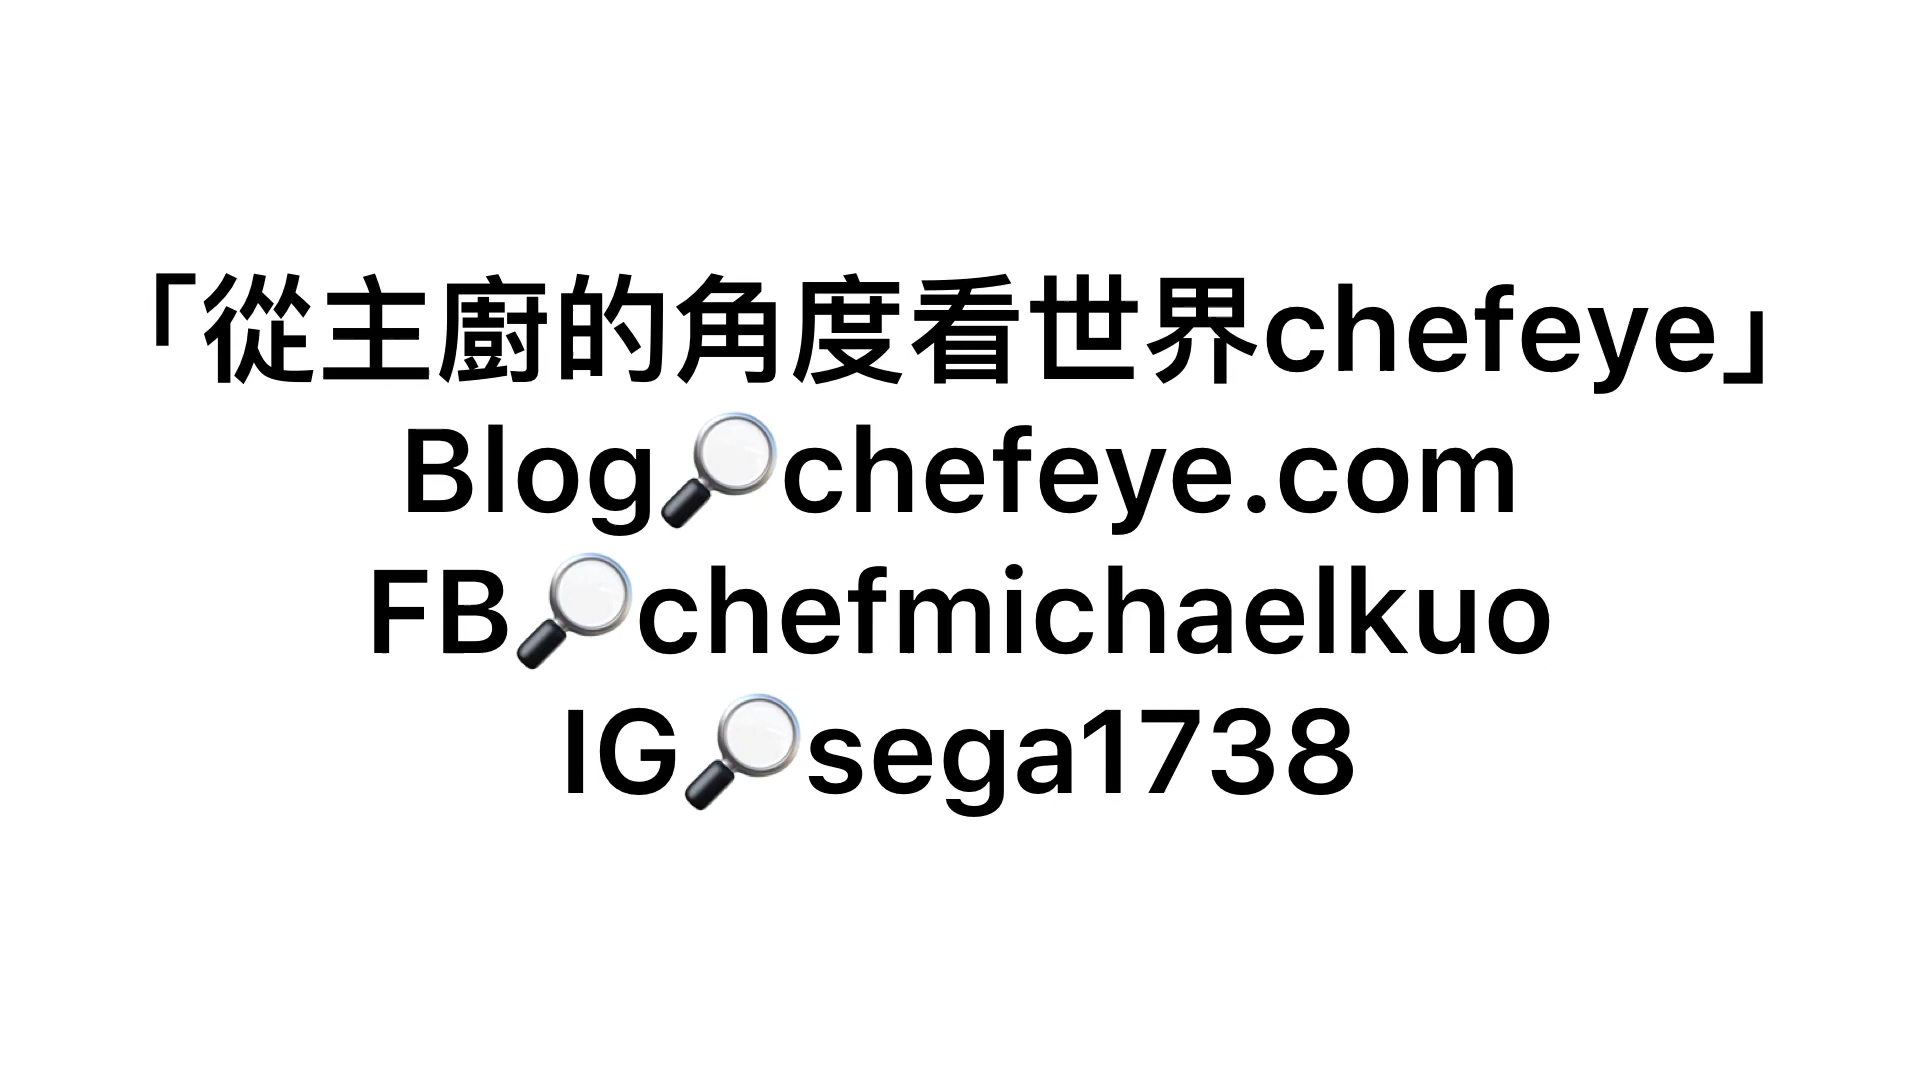 「從主廚的角度看世界chefeye」
Blog🔎chefeye.com
FB🔎chefmichaelkuo
IG🔎sega1738